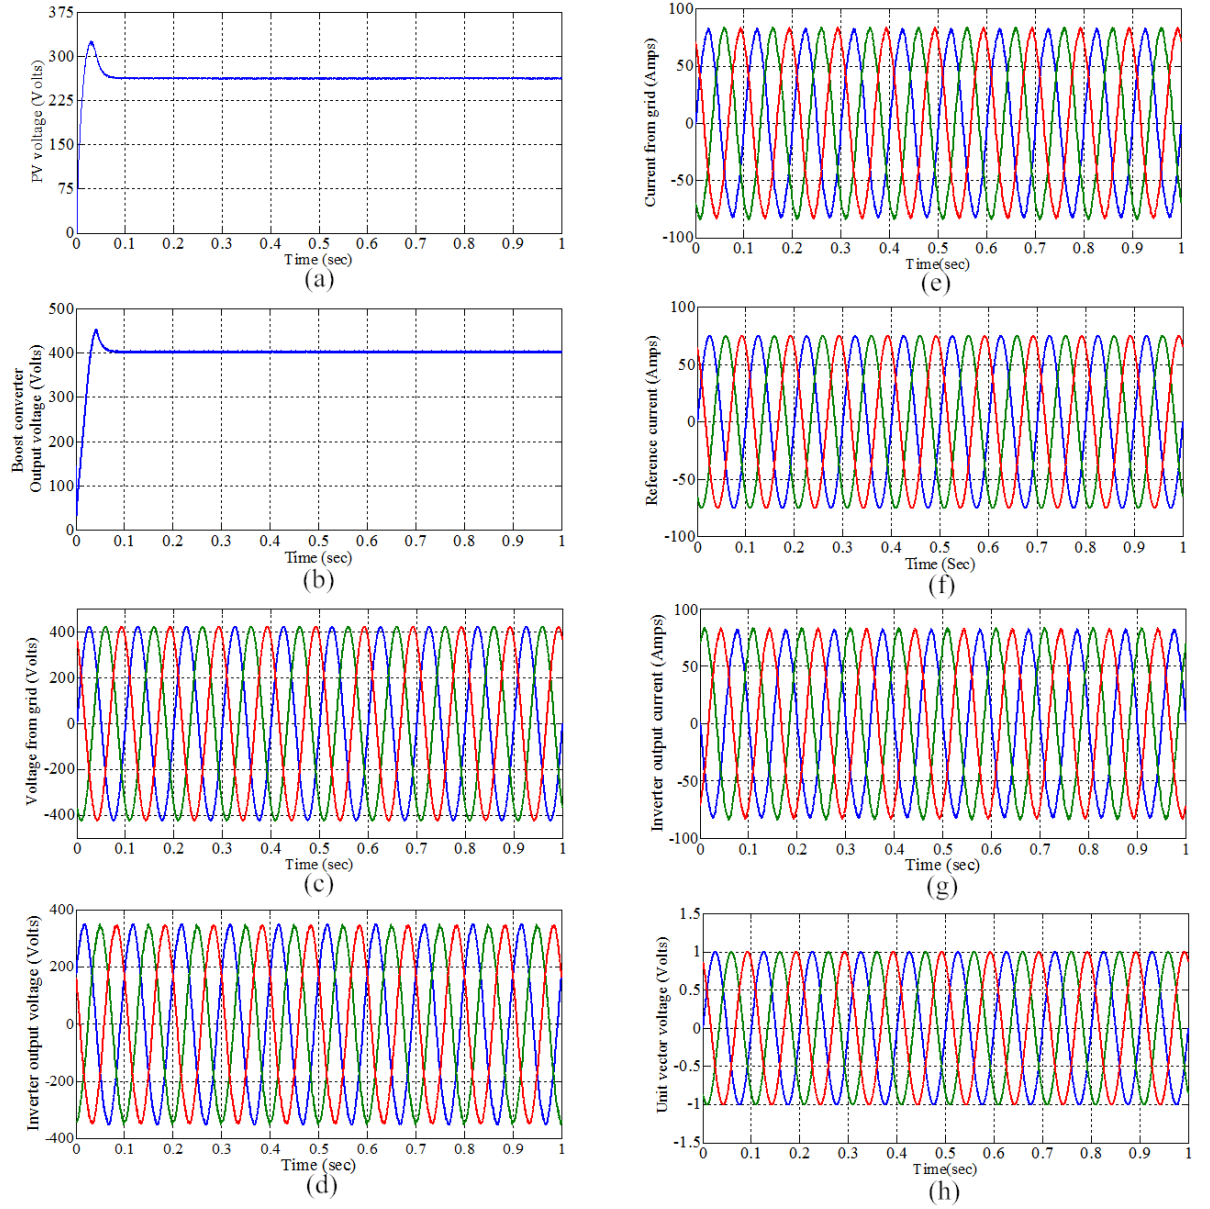 375
300
225
150
75
0
PV voltage (Volts)
0 0.1 0.2 0.3 0.4 0.5 0.6 0.7 0.8 0.9 1
Time (sec)
(a)
500
400
300
200
100
0
Boost converter
Output voltage (Volts)
0 0.1 0.2 0.3 0.4 0.5 0.6 0.7 0.8 0.9 1
Time (sec)
(b)
400
200
0
-200
-400
Voltage from grid (Volts)
0 0.1 0.2 0.3 0.4 0.5 0.6 0.7 0.8 0.9 1
Time (sec)
(c)
400
200
0
-200
-400
Inverter output voltage (Volts)
0 0.1 0.2 0.3 0.4 0.5 0.6 0.7 0.8 0.9 1
Time (sec)
(d)
100
50
0
-50
-100
Current from grid (Amps)
0 0.1 0.2 0.3 0.4 0.5 0.6 0.7 0.8 0.9 1
Time(sec)
(e)
100
50
0
-50
-100
Reference current (Amps)
0 0.1 0.2 0.3 0.4 0.5 0.6 0.7 0.8 0.9 1
Time (Sec)
(f)
100
50
0
-50
-100
Inverter output current (Amps)
0 0.1 0.2 0.3 0.4 0.5 0.6 0.7 0.8 0.9 1
Time (sec)
(g)
1.5
1
0.5
0
-0.5
-1
-1.5
Unit vector voltage (Volts)
0 0.1 0.2 0.3 0.4 0.5 0.6 0.7 0.8 0.9 1
Time(sec)
(h)